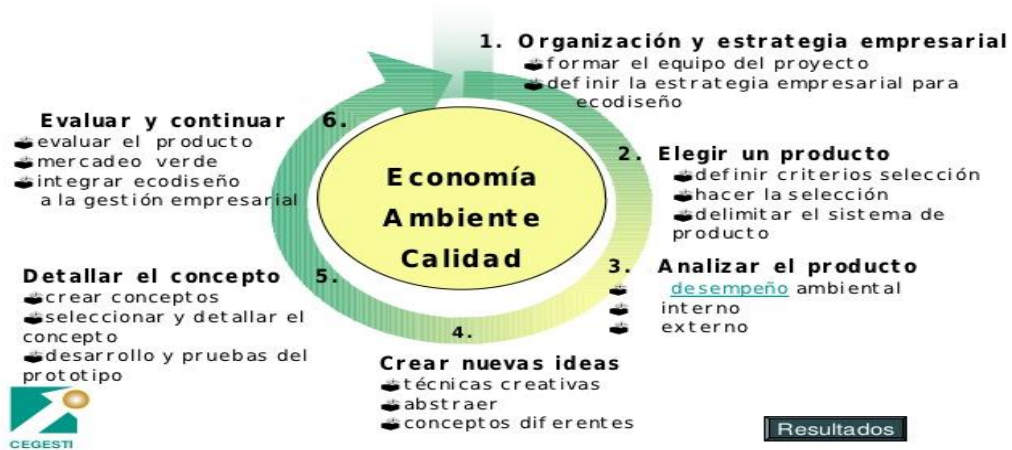 1. Organización y estrategia empresarial
formar el equipo del proyecto
definir la estrategia empresarial para
ecodiseño
2. Elegir un producto
definir criterios selección
hacer la selección
delimitar el sistema de
producto
3. Analizar el producto
desempeño ambiental
interno
externo
4.
Crear nuevas ideas
técnicas creativas
abstraer
conceptos diferentes
5.
Detallar el concepto
crear conceptos
seleccionar y detallar el
concepto
desarrollo y pruebas del
prototipo
Evaluar y continuar 6.
evaluar el producto
mercadeo verde
integrar ecodiseño
a la gestión empresarial
Economía
Ambiente
Calidad
CEGESTI
Resultados